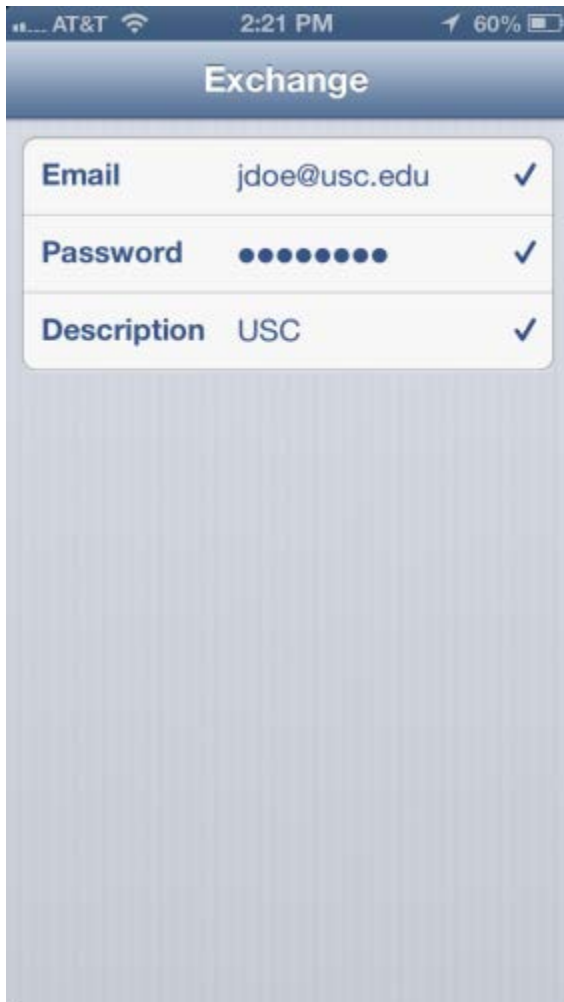 AT&T 2:21 PM 60%
Exchange
Email jdoe@usc.edu
Password ●●●●●●●●
Description USC